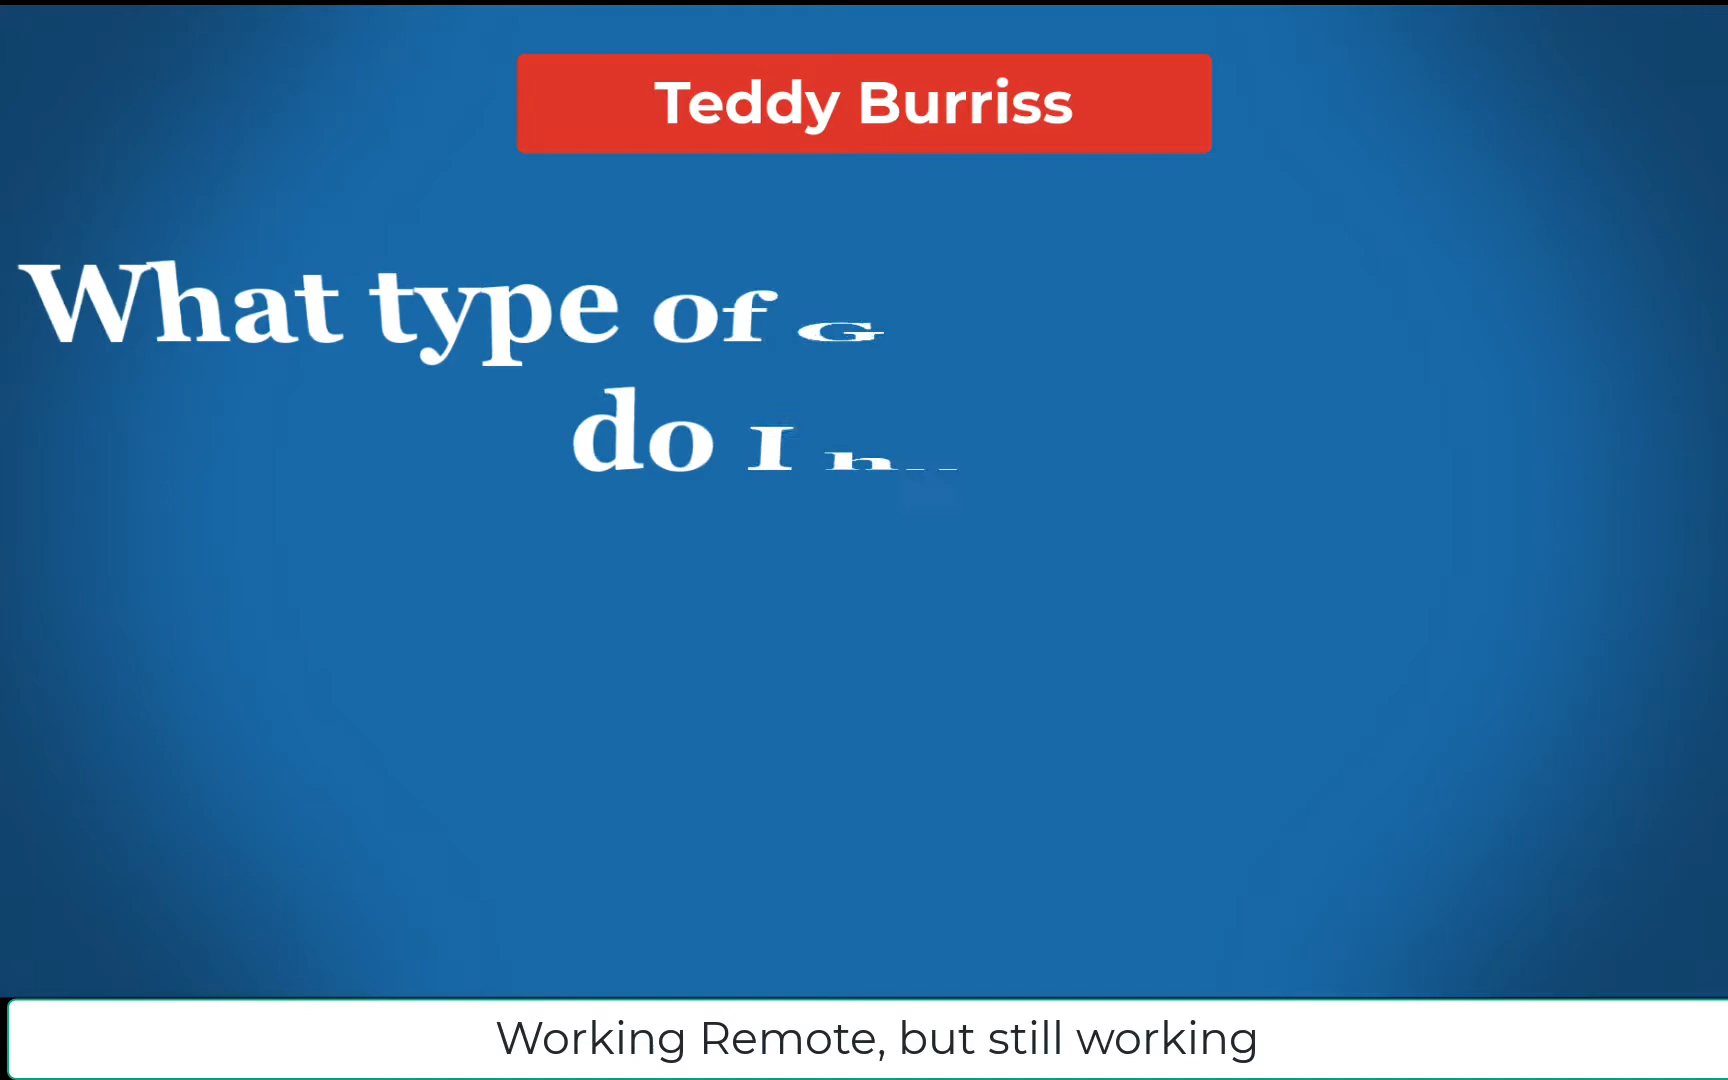 Teddy Burriss
What type of G
do I h
Working Remote, but still working